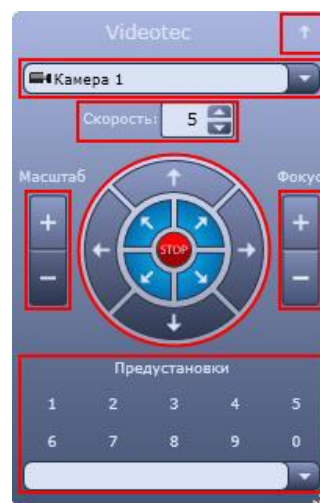 Videotec
Камера 1
Скорость: 5
Масштаб Фокус
+ +
STOP
− −
Предустановки
1 2 3 4 5
6 7 8 9 0